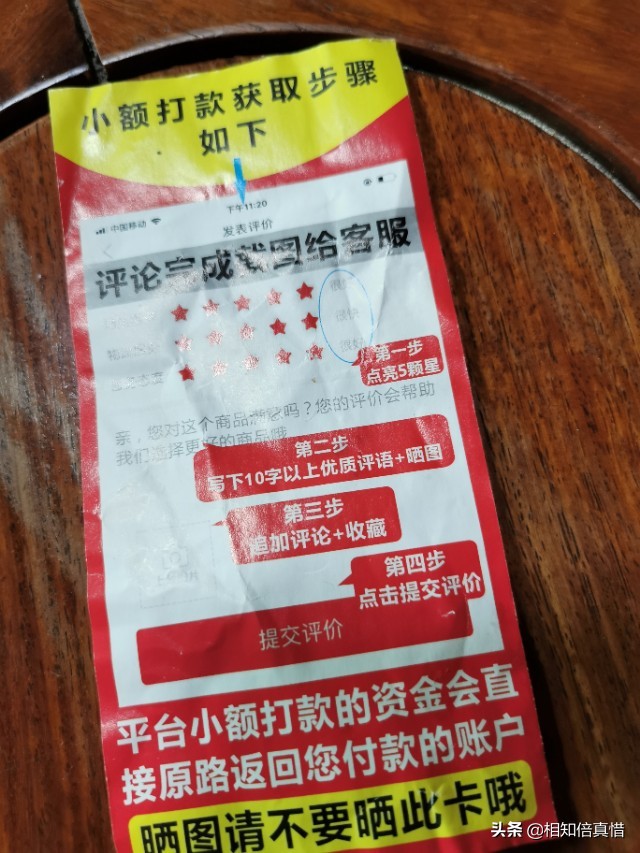 小额打款获取步骤
如下
中国移动
下午11:20
发表评价
评论完成截图给客服
很快
很好
第一步
点亮5颗星
亲，您对这个商品满意吗？您的评价会帮助
我们选择更好的商品哦
第二步
写下10字以上优质评语+晒图
第三步
追加评论+收藏
第四步
点击提交评价
提交评价
平台小额打款的资金会直
接原路返回您付款的账户
晒图请不要晒此卡哦
头条 @相知倍真惜